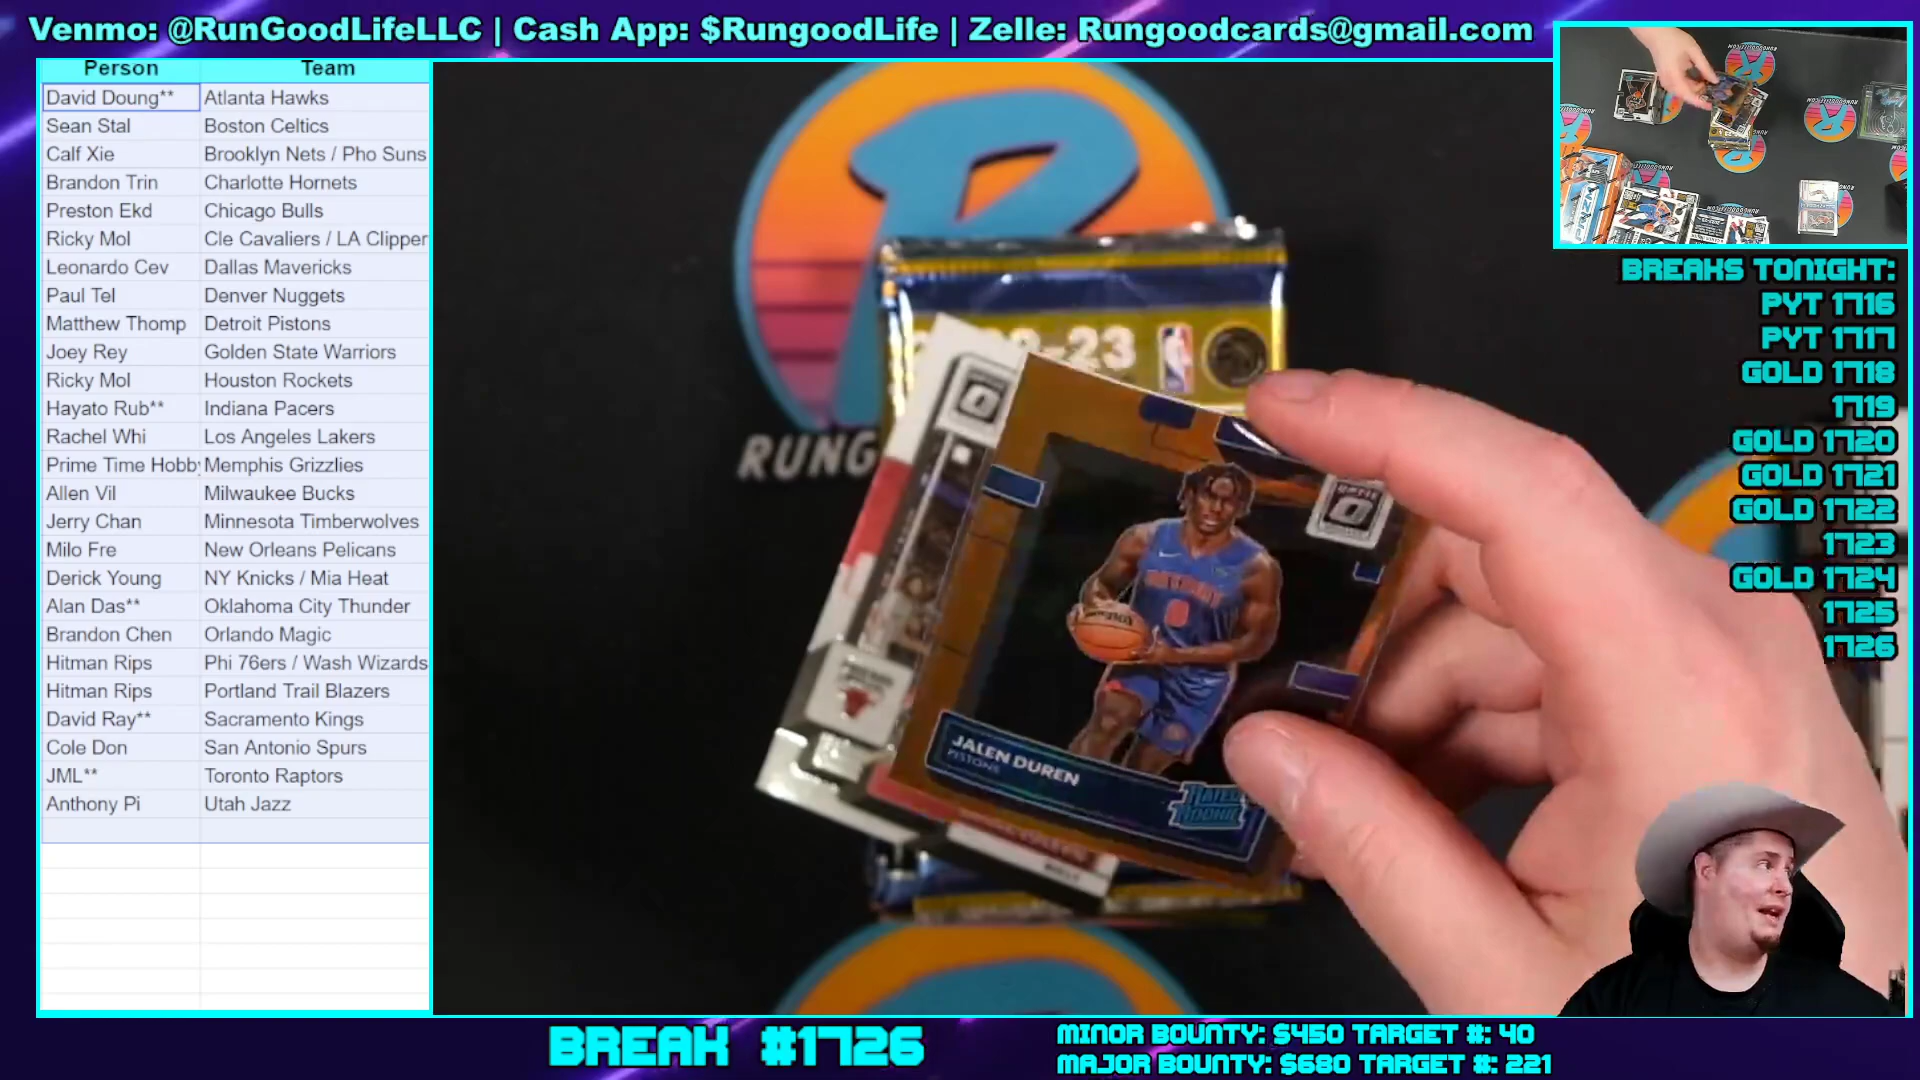 Venmo: @RunGoodLifeLLC | Cash App: $RungoodLife | Zelle: Rungoodcards@gmail.com
Person Team
David Doung** Atlanta Hawks
Sean Stal Boston Celtics
Calf Xie Brooklyn Nets / Pho Suns
Brandon Trin Charlotte Hornets
Preston Ekd Chicago Bulls
Ricky Mol Cle Cavaliers / LA Clipper
Leonardo Cev Dallas Mavericks
Paul Tel Denver Nuggets
Matthew Thomp Detroit Pistons
Joey Rey Golden State Warriors
Ricky Mol Houston Rockets
Hayato Rub** Indiana Pacers
Rachel Whi Los Angeles Lakers
Prime Time Hobby Memphis Grizzlies
Allen Vil Milwaukee Bucks
Jerry Chan Minnesota Timberwolves
Milo Fre New Orleans Pelicans
Derick Young NY Knicks / Mia Heat
Alan Das** Oklahoma City Thunder
Brandon Chen Orlando Magic
Hitman Rips Phi 76ers / Wash Wizards
Hitman Rips Portland Trail Blazers
David Ray** Sacramento Kings
Cole Don San Antonio Spurs
JML** Toronto Raptors
Anthony Pi Utah Jazz
RUNG
-23
OPTIC
DETROIT
0
JALEN DUREN
PISTONS
RATED ROOKIE
BREAKS TONIGHT:
PYT 1716
PYT 1717
GOLD 1718
1719
GOLD 1720
GOLD 1721
GOLD 1722
1723
GOLD 1724
1725
1726
BREAK #1726
MINOR BOUNTY: $450 TARGET #: 40
MAJOR BOUNTY: $680 TARGET #: 221